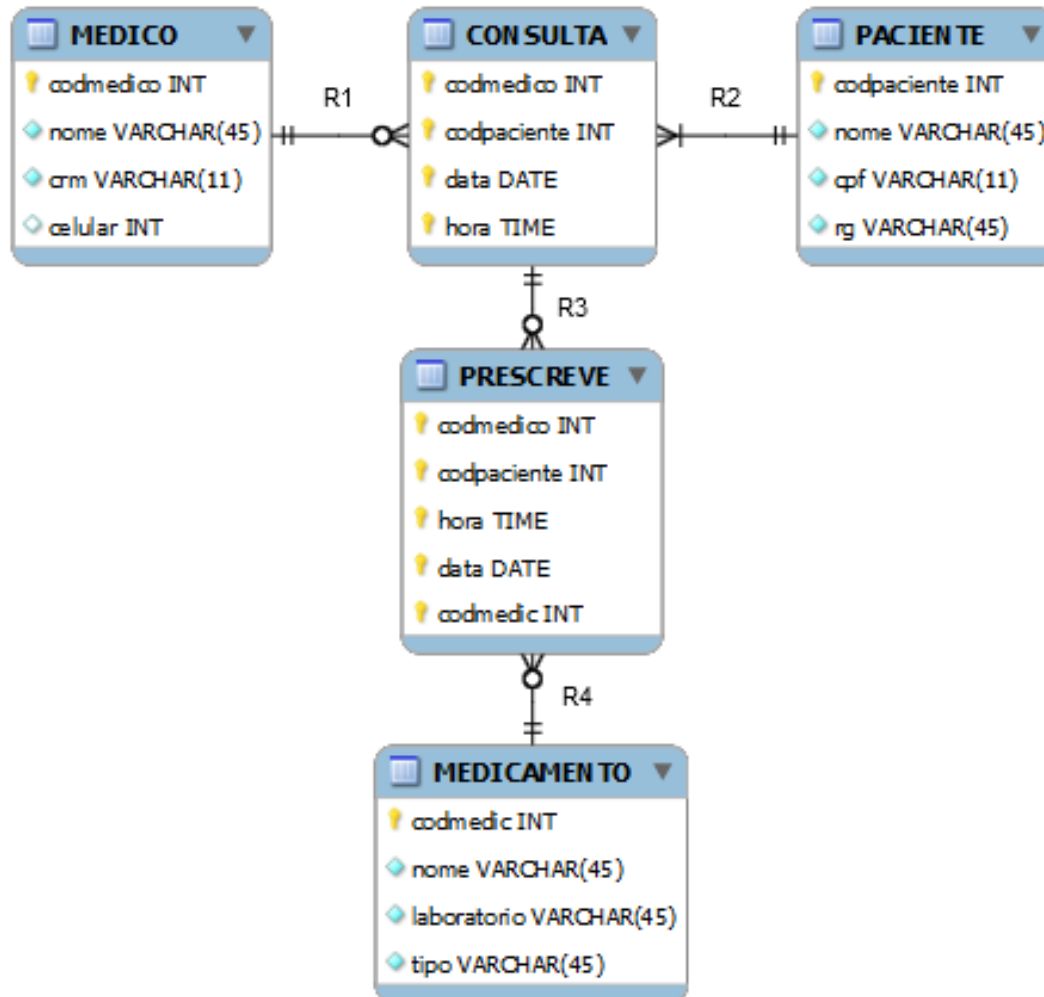 MEDICO
codmedico INT
nome VARCHAR(45)
crm VARCHAR(11)
celular INT
R1
CONSULTA
codmedico INT
codpaciente INT
data DATE
hora TIME
R2
PACIENTE
codpaciente INT
nome VARCHAR(45)
cpf VARCHAR(11)
rg VARCHAR(45)
R3
PRESCREVE
codmedico INT
codpaciente INT
hora TIME
data DATE
codmedic INT
R4
MEDICAMENTO
codmedic INT
nome VARCHAR(45)
laboratorio VARCHAR(45)
tipo VARCHAR(45)